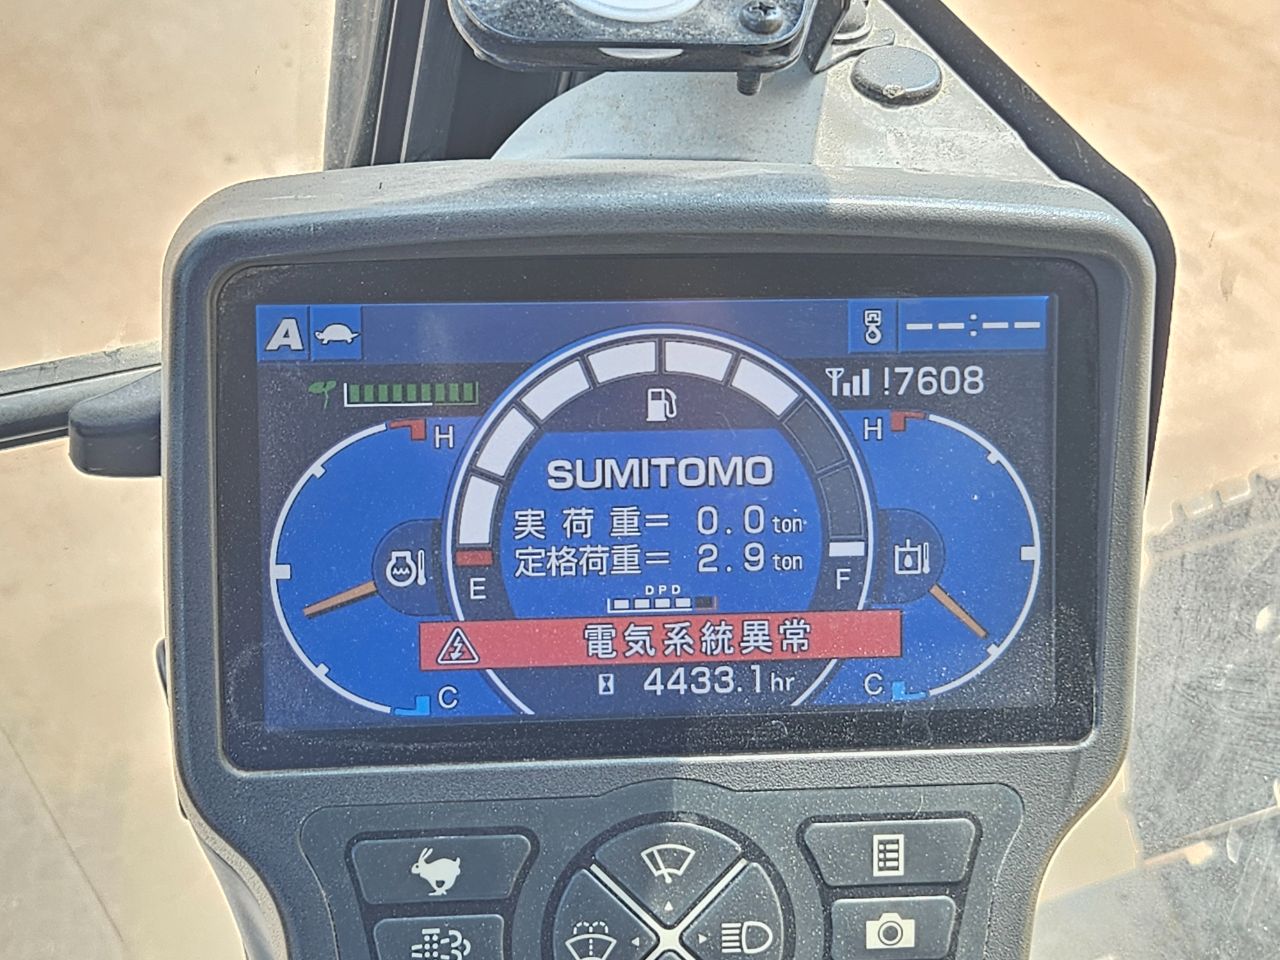 A
--:--
!7608
H
H
SUMITOMO
実荷重= 0.0ton
定格荷重= 2.9ton
E
F
DPD
電気系統異常
4433.1hr
C
C